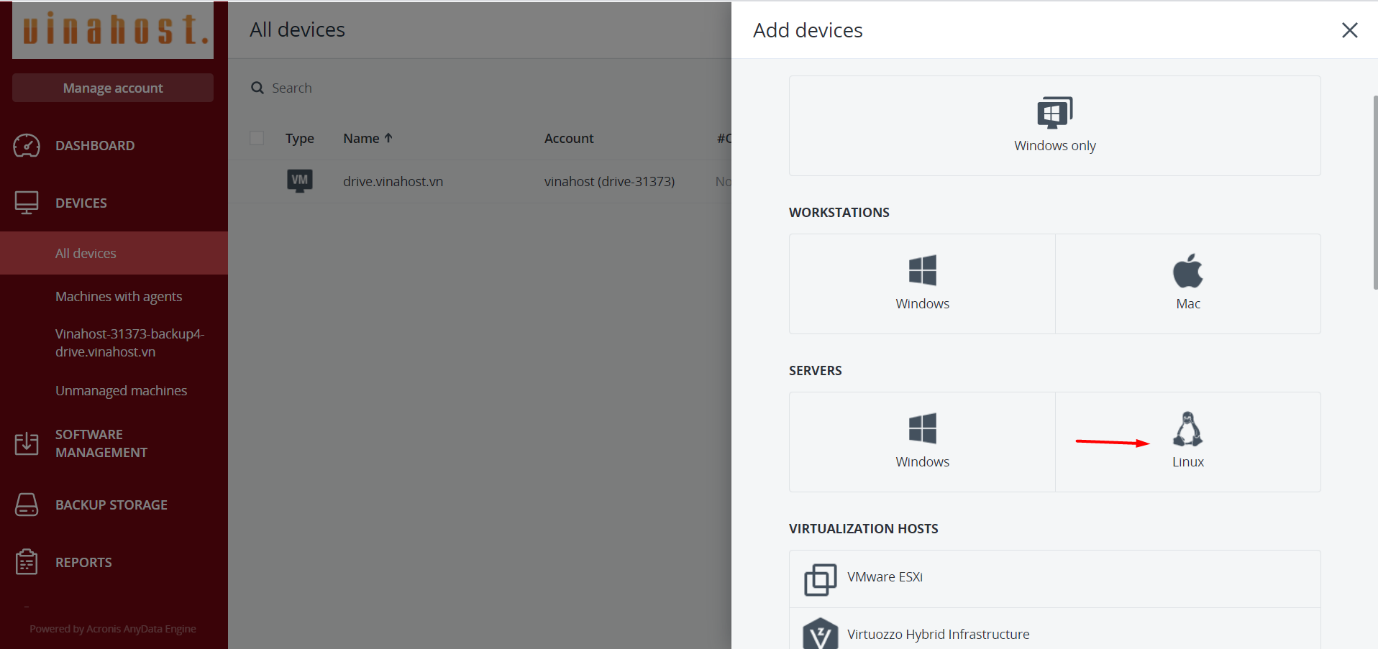 vinahost.
Manage account
DASHBOARD
DEVICES
All devices
Machines with agents
Vinahost-31373-backup4-
drive.vinahost.vn
Unmanaged machines
SOFTWARE
MANAGEMENT
BACKUP STORAGE
REPORTS
Powered by Acronis AnyData Engine
All devices
Search
Type Name ↑ Account #C
VM drive.vinahost.vn vinahost (drive-31373) No
Add devices
Windows only
WORKSTATIONS
Windows
Mac
SERVERS
Windows
Linux
VIRTUALIZATION HOSTS
VMware ESXi
Virtuozzo Hybrid Infrastructure